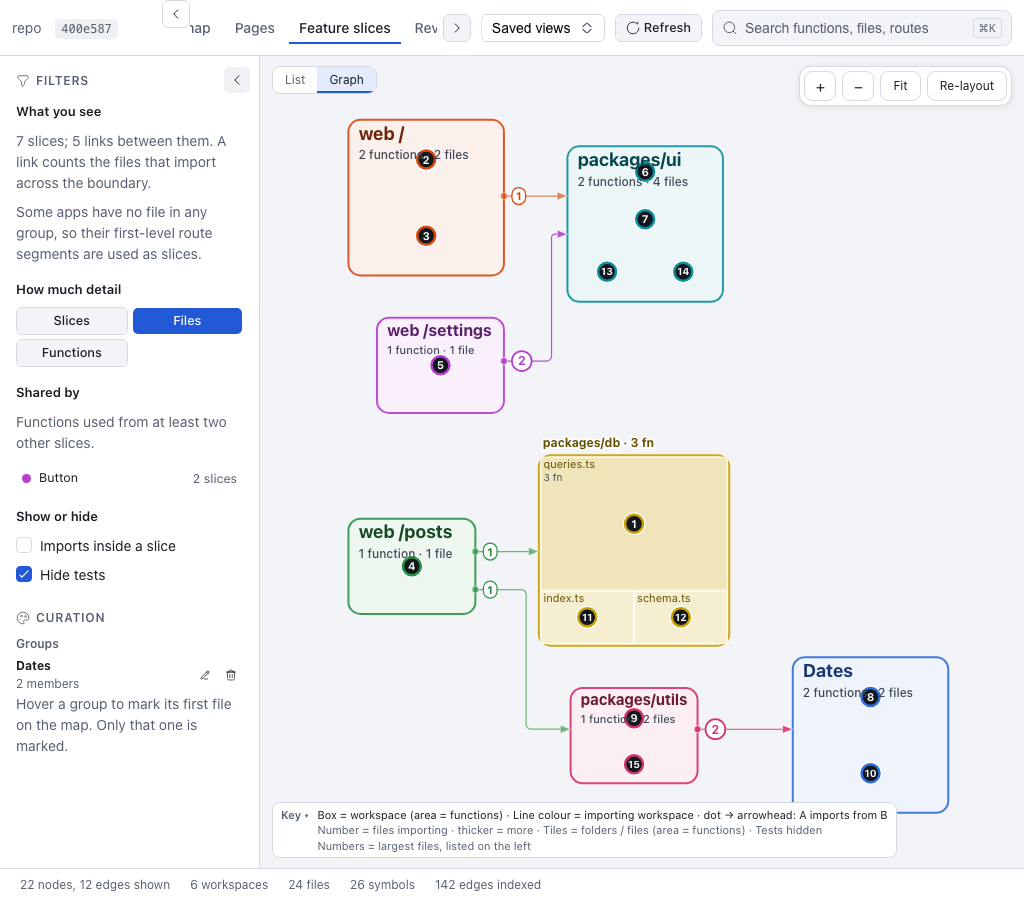 repo 400e587
Pages Feature slices Saved views Refresh Search functions, files, routes ⌘K
FILTERS
What you see
7 slices; 5 links between them. A
link counts the files that import
across the boundary.
Some apps have no file in any
group, so their first-level route
segments are used as slices.
How much detail
Slices Files
Functions
Shared by
Functions used from at least two
other slices.
Button 2 slices
Show or hide
Imports inside a slice
Hide tests
CURATION
Groups
Dates
2 members
Hover a group to mark its first file
on the map. Only that one is
marked.
List Graph
+ − Fit Re-layout
web /
2 files
2
3
1
packages/ui
2 functions · 4 files
6
7
13 14
web /settings
1 function · 1 file
5
2
packages/db · 3 fn
queries.ts
3 fn
1
index.ts schema.ts
11 12
web /posts
1 function · 1 file
4
1
1
packages/utils
2 files
9
15
2
Dates
2 files
8
10
Key ▾ Box = workspace (area = functions) · Line colour = importing workspace · dot → arrowhead: A imports from B
Number = files importing · thicker = more · Tiles = folders / files (area = functions) · Tests hidden
Numbers = largest files, listed on the left
22 nodes, 12 edges shown 6 workspaces 24 files 26 symbols 142 edges indexed